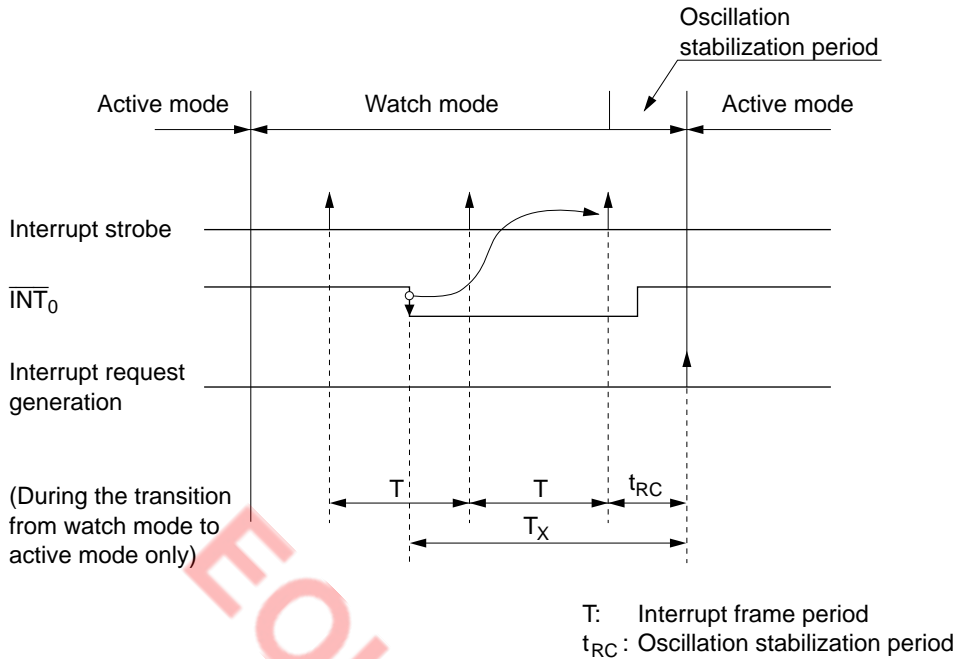 Oscillation
stabilization period
Active mode
Watch mode
Active mode
Interrupt strobe
INT0
Interrupt request
generation
(During the transition
from watch mode to
active mode only)
T
T
tRC
TX
T: Interrupt frame period
tRC : Oscillation stabilization period